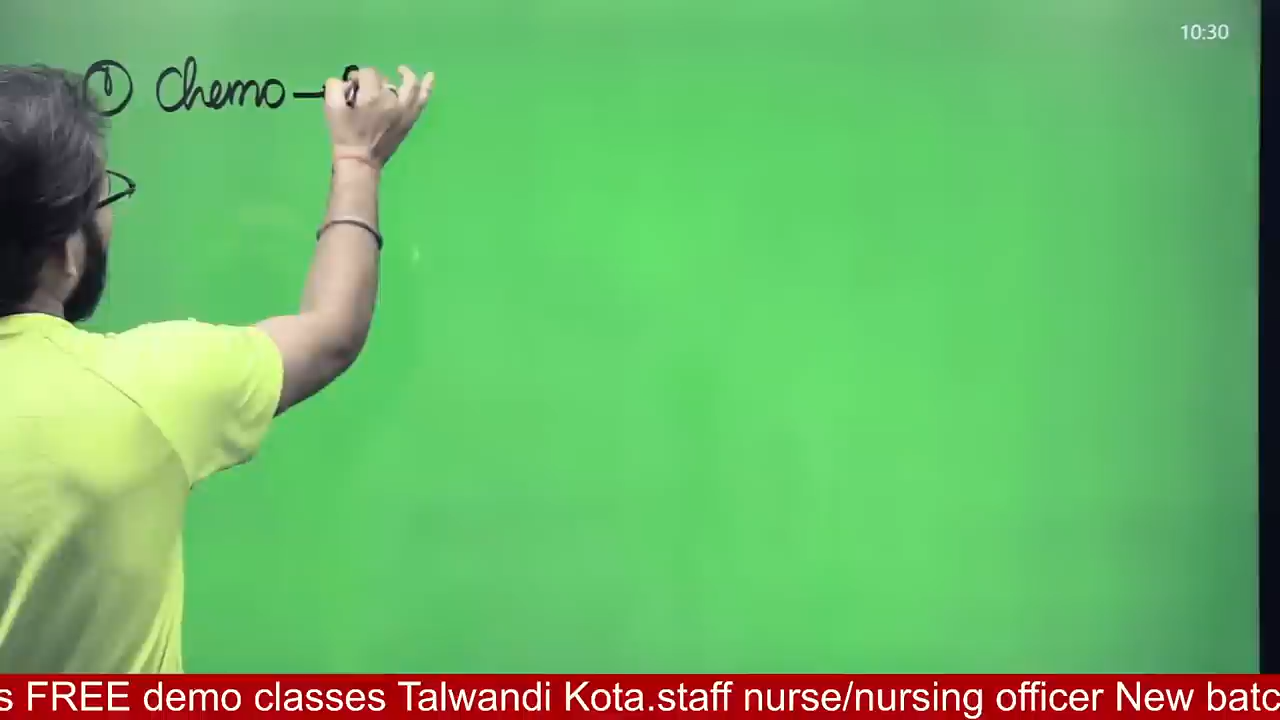 10:30
① Chemo –
s FREE demo classes Talwandi Kota.staff nurse/nursing officer New batc